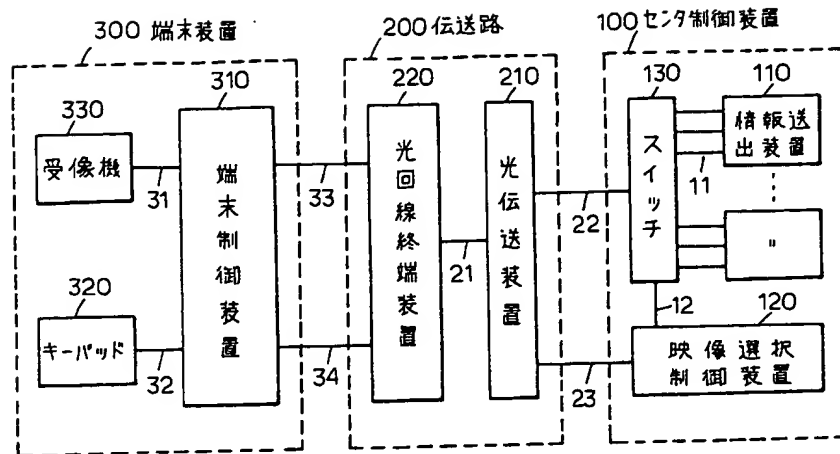 300 端末装置
200 伝送路
100 センタ制御装置
310
330
受像機
31
端末制御装置
320
キーパッド
32
33
34
220
光回線終端装置
21
210
光伝送装置
22
23
130
スイッチ
110
情報送
出装置
11
〃
12
120
映像選択
制御装置